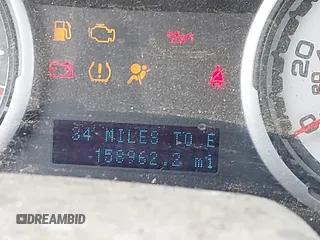 34 MILES TO E
158962.2 mi
DREAMBID